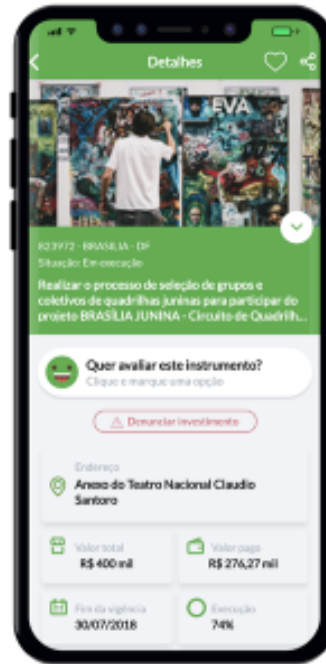 Detalhes
EVA
823972 - BRASILIA - DF
Situação: Em execução
Realizar o processo de seleção de grupos e
coletivos de quadrilhas juninas para participar do
projeto BRASÍLIA JUNINA - Circuito de Quadrilh...
Quer avaliar este instrumento?
Clique e marque uma opção
Denunciar investimento
Endereço
Anexo do Teatro Nacional Claudio
Santoro
Valor total
R$ 400 mil
Valor pago
R$ 276,27 mil
Fim da vigência
30/07/2018
Execução
74%